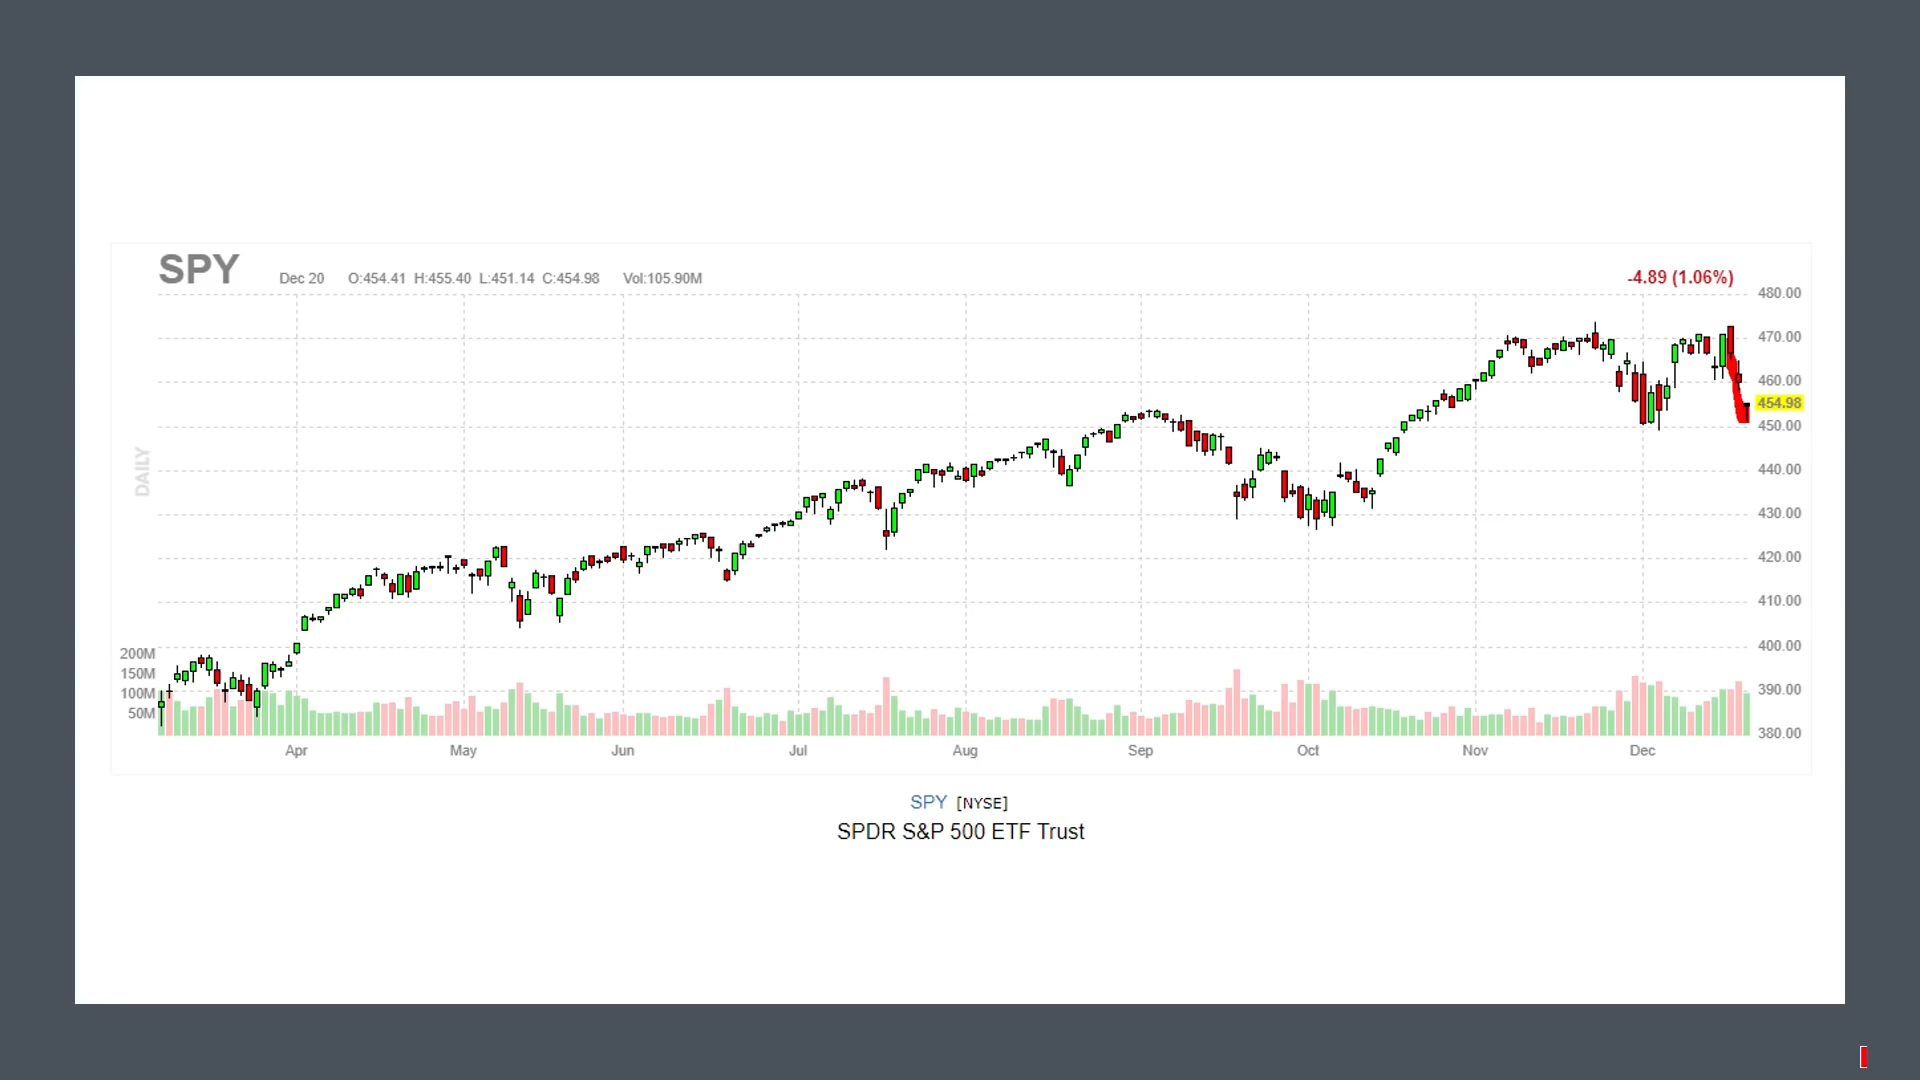 SPY Dec 20 O:454.41 H:455.40 L:451.14 C:454.98 Vol:105.90M -4.89 (1.06%)
480.00
470.00
460.00
454.98
450.00
440.00
DAILY
430.00
420.00
410.00
400.00
200M
150M
100M
390.00
50M
380.00
Apr May Jun Jul Aug Sep Oct Nov Dec
SPY [NYSE]
SPDR S&P 500 ETF Trust